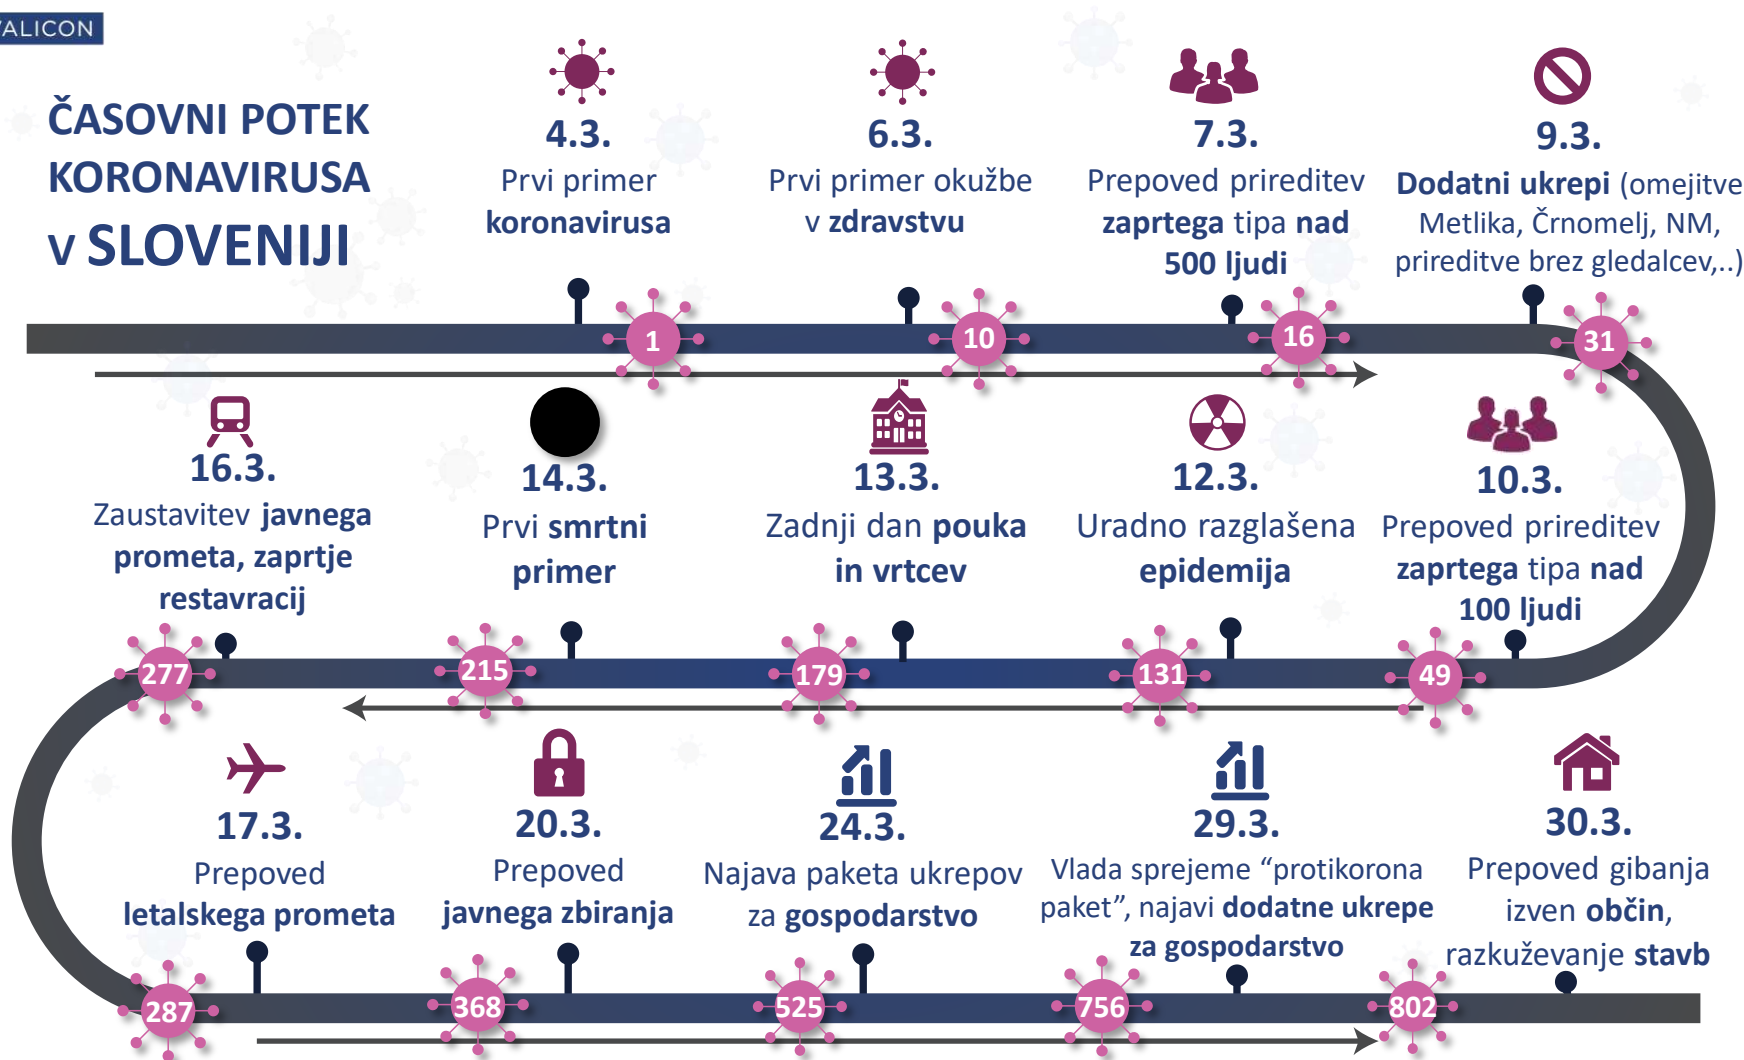 VALICON
ČASOVNI POTEK
KORONAVIRUSA
V SLOVENIJI
4.3.
Prvi primer
koronavirusa
6.3.
Prvi primer okužbe
v zdravstvu
7.3.
Prepoved prireditev
zaprtega tipa nad
500 ljudi
9.3.
Dodatni ukrepi (omejitve
Metlika, Črnomelj, NM,
prireditve brez gledalcev,..)
1
10
16
31
16.3.
Zaustavitev javnega
prometa, zaprtje
restavracij
14.3.
Prvi smrtni
primer
13.3.
Zadnji dan pouka
in vrtcev
12.3.
Uradno razglašena
epidemija
10.3.
Prepoved prireditev
zaprtega tipa nad
100 ljudi
277
215
179
131
49
17.3.
Prepoved
letalskega prometa
20.3.
Prepoved
javnega zbiranja
24.3.
Najava paketa ukrepov
za gospodarstvo
29.3.
Vlada sprejeme “protikorona
paket”, najavi dodatne ukrepe
za gospodarstvo
30.3.
Prepoved gibanja
izven občin,
razkuževanje stavb
287
368
525
756
802